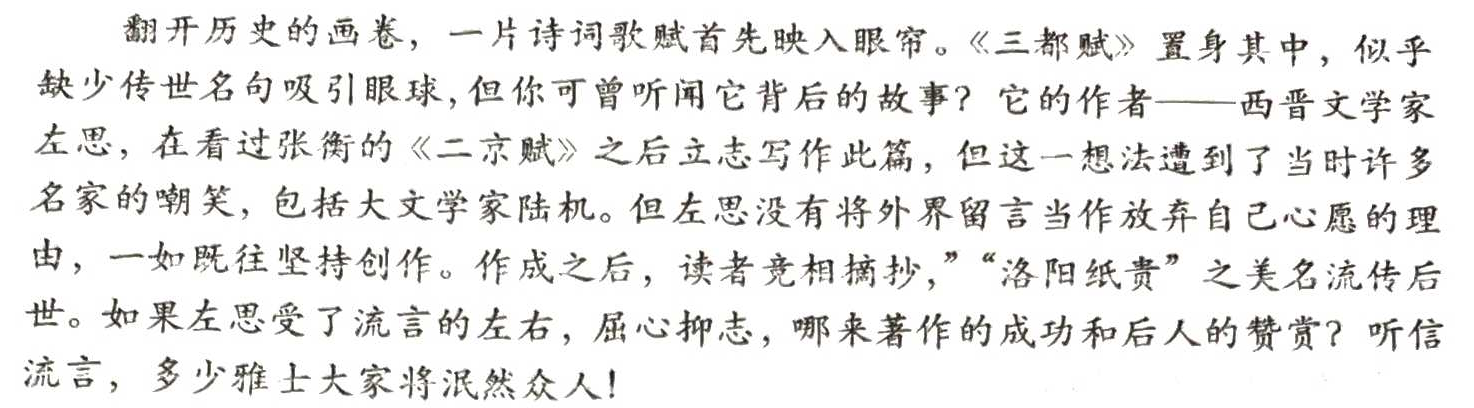 翻开历史的画卷，一片诗词歌赋首先映入眼帘。《三都赋》置身其中，似乎
缺少传世名句吸引眼球，但你可曾听闻它背后的故事？它的作者——西晋文学家
左思，在看过张衡的《二京赋》之后立志写作此篇，但这一想法遭到了当时许多
名家的嘲笑，包括大文学家陆机。但左思没有将外界留言当作放弃自己心愿的理
由，一如既往坚持创作。作成之后，读者竞相摘抄，”“洛阳纸贵”之美名流传后
世。如果左思受了流言的左右，屈心抑志，哪来著作的成功和后人的赞赏？听信
流言，多少雅士大家将泯然众人！